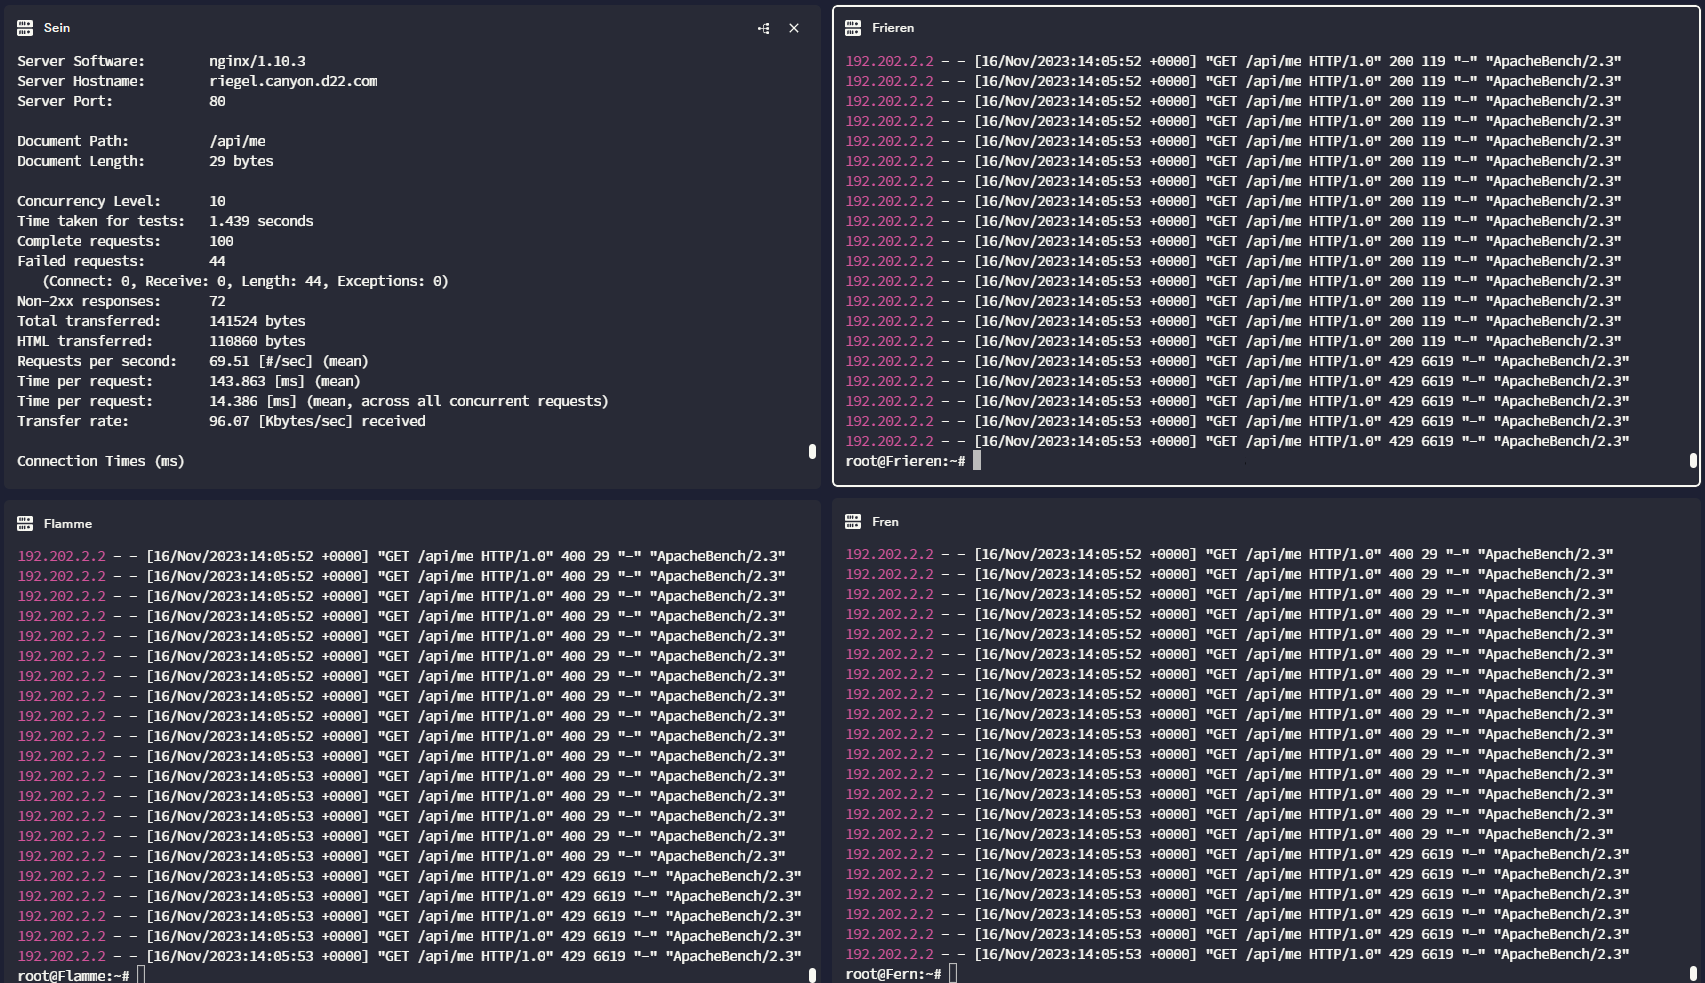 Sein
Server Software:        nginx/1.10.3
Server Hostname:        riegel.canyon.d22.com
Server Port:            80
Document Path:          /api/me
Document Length:        29 bytes
Concurrency Level:      10
Time taken for tests:   1.439 seconds
Complete requests:      100
Failed requests:        44
   (Connect: 0, Receive: 0, Length: 44, Exceptions: 0)
Non-2xx responses:      72
Total transferred:      141524 bytes
HTML transferred:       110860 bytes
Requests per second:    69.51 [#/sec] (mean)
Time per request:       143.863 [ms] (mean)
Time per request:       14.386 [ms] (mean, across all concurrent requests)
Transfer rate:          96.07 [Kbytes/sec] received
Connection Times (ms)
Frieren
192.202.2.2 - - [16/Nov/2023:14:05:52 +0000] "GET /api/me HTTP/1.0" 200 119 "-" "ApacheBench/2.3"
192.202.2.2 - - [16/Nov/2023:14:05:52 +0000] "GET /api/me HTTP/1.0" 200 119 "-" "ApacheBench/2.3"
192.202.2.2 - - [16/Nov/2023:14:05:52 +0000] "GET /api/me HTTP/1.0" 200 119 "-" "ApacheBench/2.3"
192.202.2.2 - - [16/Nov/2023:14:05:52 +0000] "GET /api/me HTTP/1.0" 200 119 "-" "ApacheBench/2.3"
192.202.2.2 - - [16/Nov/2023:14:05:53 +0000] "GET /api/me HTTP/1.0" 200 119 "-" "ApacheBench/2.3"
192.202.2.2 - - [16/Nov/2023:14:05:53 +0000] "GET /api/me HTTP/1.0" 200 119 "-" "ApacheBench/2.3"
192.202.2.2 - - [16/Nov/2023:14:05:53 +0000] "GET /api/me HTTP/1.0" 200 119 "-" "ApacheBench/2.3"
192.202.2.2 - - [16/Nov/2023:14:05:53 +0000] "GET /api/me HTTP/1.0" 200 119 "-" "ApacheBench/2.3"
192.202.2.2 - - [16/Nov/2023:14:05:53 +0000] "GET /api/me HTTP/1.0" 200 119 "-" "ApacheBench/2.3"
192.202.2.2 - - [16/Nov/2023:14:05:53 +0000] "GET /api/me HTTP/1.0" 200 119 "-" "ApacheBench/2.3"
192.202.2.2 - - [16/Nov/2023:14:05:53 +0000] "GET /api/me HTTP/1.0" 200 119 "-" "ApacheBench/2.3"
192.202.2.2 - - [16/Nov/2023:14:05:53 +0000] "GET /api/me HTTP/1.0" 200 119 "-" "ApacheBench/2.3"
192.202.2.2 - - [16/Nov/2023:14:05:53 +0000] "GET /api/me HTTP/1.0" 200 119 "-" "ApacheBench/2.3"
192.202.2.2 - - [16/Nov/2023:14:05:53 +0000] "GET /api/me HTTP/1.0" 200 119 "-" "ApacheBench/2.3"
192.202.2.2 - - [16/Nov/2023:14:05:53 +0000] "GET /api/me HTTP/1.0" 200 119 "-" "ApacheBench/2.3"
192.202.2.2 - - [16/Nov/2023:14:05:53 +0000] "GET /api/me HTTP/1.0" 429 6619 "-" "ApacheBench/2.3"
192.202.2.2 - - [16/Nov/2023:14:05:53 +0000] "GET /api/me HTTP/1.0" 429 6619 "-" "ApacheBench/2.3"
192.202.2.2 - - [16/Nov/2023:14:05:53 +0000] "GET /api/me HTTP/1.0" 429 6619 "-" "ApacheBench/2.3"
192.202.2.2 - - [16/Nov/2023:14:05:53 +0000] "GET /api/me HTTP/1.0" 429 6619 "-" "ApacheBench/2.3"
192.202.2.2 - - [16/Nov/2023:14:05:53 +0000] "GET /api/me HTTP/1.0" 429 6619 "-" "ApacheBench/2.3"
root@Frieren:~#
Flamme
192.202.2.2 - - [16/Nov/2023:14:05:52 +0000] "GET /api/me HTTP/1.0" 400 29 "-" "ApacheBench/2.3"
192.202.2.2 - - [16/Nov/2023:14:05:52 +0000] "GET /api/me HTTP/1.0" 400 29 "-" "ApacheBench/2.3"
192.202.2.2 - - [16/Nov/2023:14:05:52 +0000] "GET /api/me HTTP/1.0" 400 29 "-" "ApacheBench/2.3"
192.202.2.2 - - [16/Nov/2023:14:05:52 +0000] "GET /api/me HTTP/1.0" 400 29 "-" "ApacheBench/2.3"
192.202.2.2 - - [16/Nov/2023:14:05:52 +0000] "GET /api/me HTTP/1.0" 400 29 "-" "ApacheBench/2.3"
192.202.2.2 - - [16/Nov/2023:14:05:52 +0000] "GET /api/me HTTP/1.0" 400 29 "-" "ApacheBench/2.3"
192.202.2.2 - - [16/Nov/2023:14:05:52 +0000] "GET /api/me HTTP/1.0" 400 29 "-" "ApacheBench/2.3"
192.202.2.2 - - [16/Nov/2023:14:05:52 +0000] "GET /api/me HTTP/1.0" 400 29 "-" "ApacheBench/2.3"
192.202.2.2 - - [16/Nov/2023:14:05:52 +0000] "GET /api/me HTTP/1.0" 400 29 "-" "ApacheBench/2.3"
192.202.2.2 - - [16/Nov/2023:14:05:52 +0000] "GET /api/me HTTP/1.0" 400 29 "-" "ApacheBench/2.3"
192.202.2.2 - - [16/Nov/2023:14:05:53 +0000] "GET /api/me HTTP/1.0" 400 29 "-" "ApacheBench/2.3"
192.202.2.2 - - [16/Nov/2023:14:05:53 +0000] "GET /api/me HTTP/1.0" 400 29 "-" "ApacheBench/2.3"
192.202.2.2 - - [16/Nov/2023:14:05:53 +0000] "GET /api/me HTTP/1.0" 400 29 "-" "ApacheBench/2.3"
192.202.2.2 - - [16/Nov/2023:14:05:53 +0000] "GET /api/me HTTP/1.0" 400 29 "-" "ApacheBench/2.3"
192.202.2.2 - - [16/Nov/2023:14:05:53 +0000] "GET /api/me HTTP/1.0" 400 29 "-" "ApacheBench/2.3"
192.202.2.2 - - [16/Nov/2023:14:05:53 +0000] "GET /api/me HTTP/1.0" 400 29 "-" "ApacheBench/2.3"
192.202.2.2 - - [16/Nov/2023:14:05:53 +0000] "GET /api/me HTTP/1.0" 429 6619 "-" "ApacheBench/2.3"
192.202.2.2 - - [16/Nov/2023:14:05:53 +0000] "GET /api/me HTTP/1.0" 429 6619 "-" "ApacheBench/2.3"
192.202.2.2 - - [16/Nov/2023:14:05:53 +0000] "GET /api/me HTTP/1.0" 429 6619 "-" "ApacheBench/2.3"
192.202.2.2 - - [16/Nov/2023:14:05:53 +0000] "GET /api/me HTTP/1.0" 429 6619 "-" "ApacheBench/2.3"
192.202.2.2 - - [16/Nov/2023:14:05:53 +0000] "GET /api/me HTTP/1.0" 429 6619 "-" "ApacheBench/2.3"
root@Flamme:~#
Fren
192.202.2.2 - - [16/Nov/2023:14:05:52 +0000] "GET /api/me HTTP/1.0" 400 29 "-" "ApacheBench/2.3"
192.202.2.2 - - [16/Nov/2023:14:05:52 +0000] "GET /api/me HTTP/1.0" 400 29 "-" "ApacheBench/2.3"
192.202.2.2 - - [16/Nov/2023:14:05:52 +0000] "GET /api/me HTTP/1.0" 400 29 "-" "ApacheBench/2.3"
192.202.2.2 - - [16/Nov/2023:14:05:52 +0000] "GET /api/me HTTP/1.0" 400 29 "-" "ApacheBench/2.3"
192.202.2.2 - - [16/Nov/2023:14:05:52 +0000] "GET /api/me HTTP/1.0" 400 29 "-" "ApacheBench/2.3"
192.202.2.2 - - [16/Nov/2023:14:05:52 +0000] "GET /api/me HTTP/1.0" 400 29 "-" "ApacheBench/2.3"
192.202.2.2 - - [16/Nov/2023:14:05:52 +0000] "GET /api/me HTTP/1.0" 400 29 "-" "ApacheBench/2.3"
192.202.2.2 - - [16/Nov/2023:14:05:52 +0000] "GET /api/me HTTP/1.0" 400 29 "-" "ApacheBench/2.3"
192.202.2.2 - - [16/Nov/2023:14:05:53 +0000] "GET /api/me HTTP/1.0" 400 29 "-" "ApacheBench/2.3"
192.202.2.2 - - [16/Nov/2023:14:05:53 +0000] "GET /api/me HTTP/1.0" 400 29 "-" "ApacheBench/2.3"
192.202.2.2 - - [16/Nov/2023:14:05:53 +0000] "GET /api/me HTTP/1.0" 400 29 "-" "ApacheBench/2.3"
192.202.2.2 - - [16/Nov/2023:14:05:53 +0000] "GET /api/me HTTP/1.0" 400 29 "-" "ApacheBench/2.3"
192.202.2.2 - - [16/Nov/2023:14:05:53 +0000] "GET /api/me HTTP/1.0" 400 29 "-" "ApacheBench/2.3"
192.202.2.2 - - [16/Nov/2023:14:05:53 +0000] "GET /api/me HTTP/1.0" 400 29 "-" "ApacheBench/2.3"
192.202.2.2 - - [16/Nov/2023:14:05:53 +0000] "GET /api/me HTTP/1.0" 400 29 "-" "ApacheBench/2.3"
192.202.2.2 - - [16/Nov/2023:14:05:53 +0000] "GET /api/me HTTP/1.0" 429 6619 "-" "ApacheBench/2.3"
192.202.2.2 - - [16/Nov/2023:14:05:53 +0000] "GET /api/me HTTP/1.0" 429 6619 "-" "ApacheBench/2.3"
192.202.2.2 - - [16/Nov/2023:14:05:53 +0000] "GET /api/me HTTP/1.0" 429 6619 "-" "ApacheBench/2.3"
192.202.2.2 - - [16/Nov/2023:14:05:53 +0000] "GET /api/me HTTP/1.0" 429 6619 "-" "ApacheBench/2.3"
192.202.2.2 - - [16/Nov/2023:14:05:53 +0000] "GET /api/me HTTP/1.0" 429 6619 "-" "ApacheBench/2.3"
192.202.2.2 - - [16/Nov/2023:14:05:53 +0000] "GET /api/me HTTP/1.0" 429 6619 "-" "ApacheBench/2.3"
root@Fern:~#